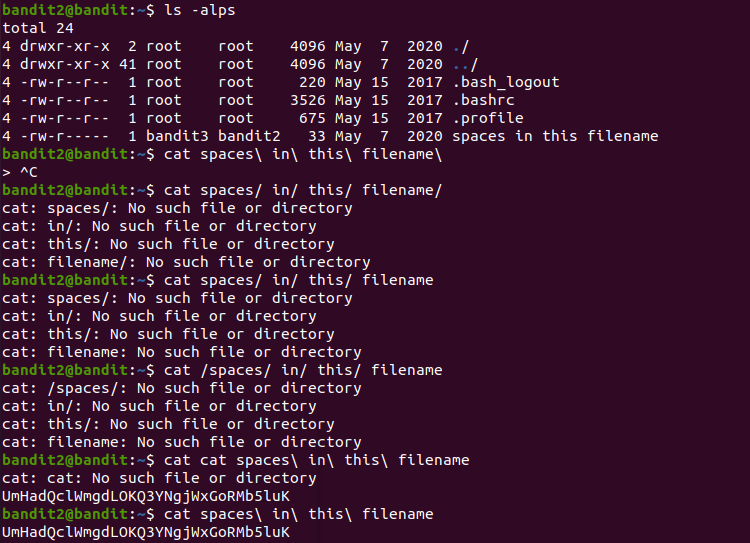 bandit2@bandit:~$ ls -alps
total 24
4 drwxr-xr-x  2 root    root    4096 May  7  2020 ./
4 drwxr-xr-x 41 root    root    4096 May  7  2020 ../
4 -rw-r--r--  1 root    root     220 May 15  2017 .bash_logout
4 -rw-r--r--  1 root    root    3526 May 15  2017 .bashrc
4 -rw-r--r--  1 root    root     675 May 15  2017 .profile
4 -rw-r-----  1 bandit3 bandit2   33 May  7  2020 spaces in this filename
bandit2@bandit:~$ cat spaces\ in\ this\ filename\
> ^C
bandit2@bandit:~$ cat spaces/ in/ this/ filename/
cat: spaces/: No such file or directory
cat: in/: No such file or directory
cat: this/: No such file or directory
cat: filename/: No such file or directory
bandit2@bandit:~$ cat spaces/ in/ this/ filename
cat: spaces/: No such file or directory
cat: in/: No such file or directory
cat: this/: No such file or directory
cat: filename: No such file or directory
bandit2@bandit:~$ cat /spaces/ in/ this/ filename
cat: /spaces/: No such file or directory
cat: in/: No such file or directory
cat: this/: No such file or directory
cat: filename: No such file or directory
bandit2@bandit:~$ cat cat spaces\ in\ this\ filename
cat: cat: No such file or directory
UmHadQclWmgdLOKQ3YNgjWxGoRMb5luK
bandit2@bandit:~$ cat spaces\ in\ this\ filename
UmHadQclWmgdLOKQ3YNgjWxGoRMb5luK